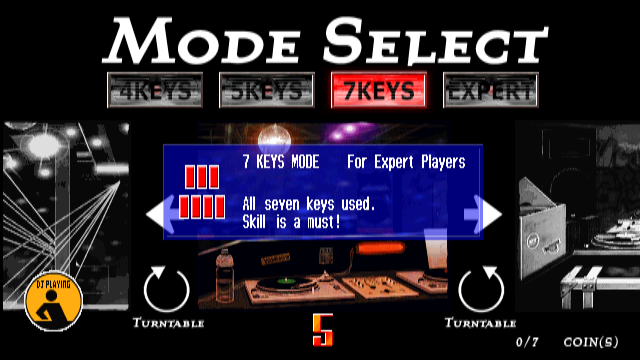 MODE SELECT
4KEYS 5KEYS 7KEYS EXPERT
7 KEYS MODE For Expert Players
All seven keys used.
Skill is a must!
DJ PLAYING
TURNTABLE TURNTABLE
5
0/7 COIN(S)